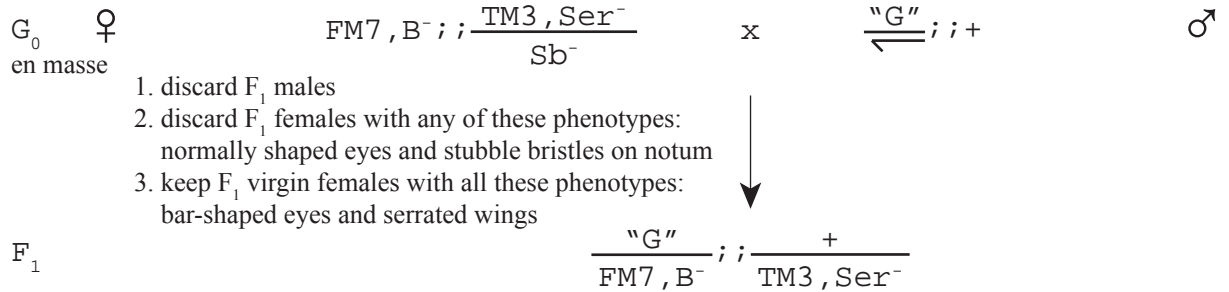 G₀ ♀ FM7,B⁻;;TM3,Ser⁻/Sb⁻ x “G”;;+ ♂
en masse
1. discard F₁ males
2. discard F₁ females with any of these phenotypes:
normally shaped eyes and stubble bristles on notum
3. keep F₁ virgin females with all these phenotypes:
bar-shaped eyes and serrated wings
F₁ “G”/FM7,B⁻;;+/TM3,Ser⁻